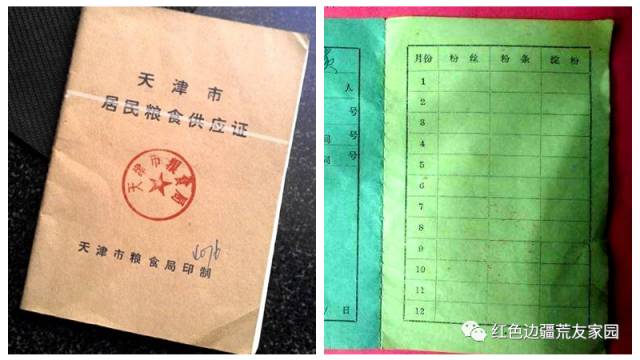 天津市
居民粮食供应证
天津市粮食局
天津市粮食局印制
4076
人
号
号
日
月份 粉丝 粉条 淀粉
1
2
3
4
5
6
7
8
9
10
11
12
红色边疆荒友家园